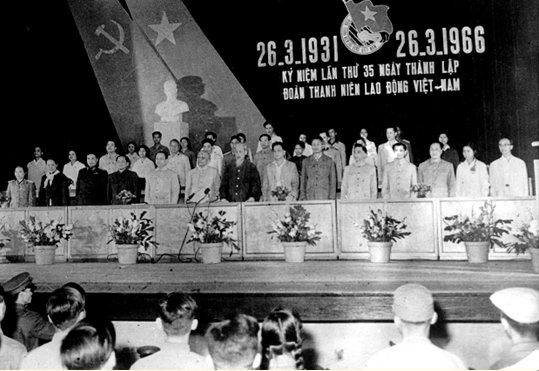 26.3.1931 26.3.1966
KỶ NIỆM LẦN THỨ 35 NGÀY THÀNH LẬP
ĐOÀN THANH NIÊN LAO ĐỘNG VIỆT-NAM